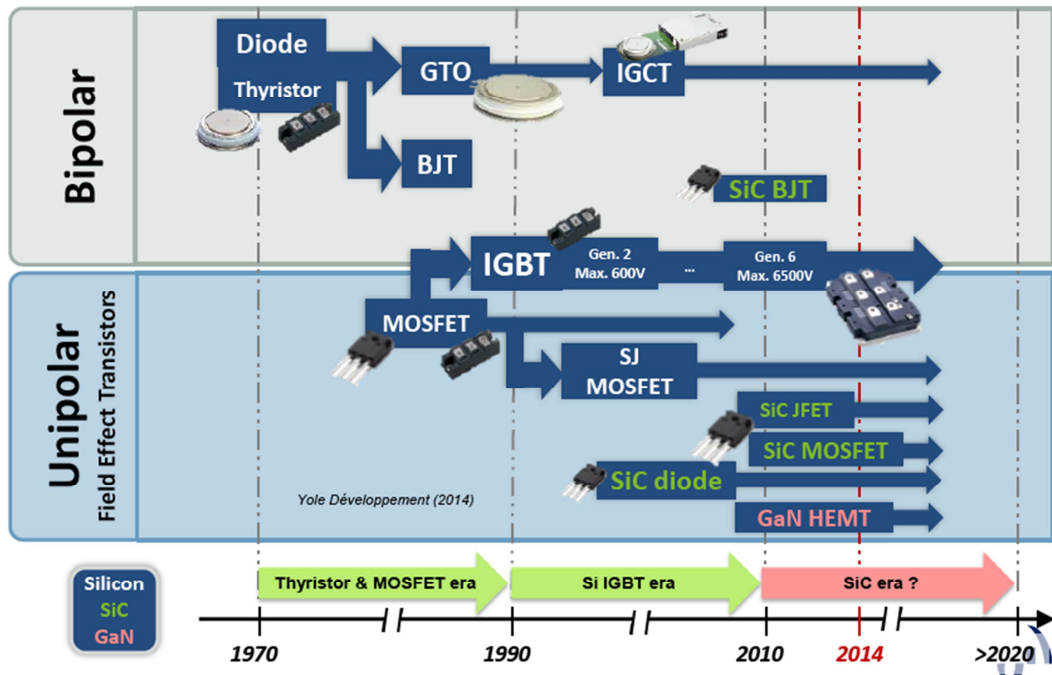 Bipolar
Diode
Thyristor
GTO
IGCT
BJT
SiC BJT
IGBT
Gen. 2
Max. 600V
...
Gen. 6
Max. 6500V
Unipolar
Field Effect Transistors
MOSFET
SJ
MOSFET
SiC JFET
SiC MOSFET
SiC diode
GaN HEMT
Yole Développement (2014)
Silicon
SiC
GaN
Thyristor & MOSFET era
Si IGBT era
SiC era ?
1970
1990
2010
2014
>2020